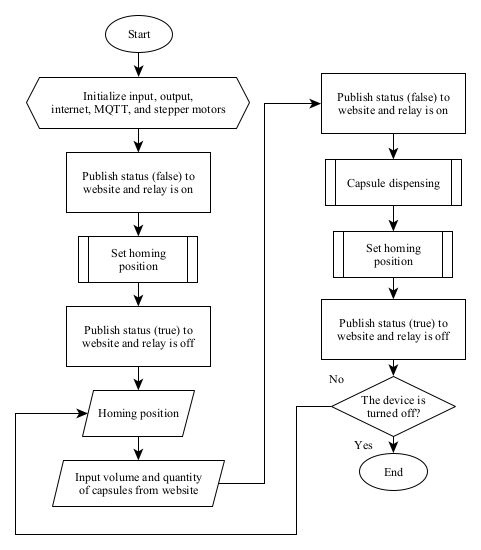 Start
Initialize input, output,
internet, MQTT, and stepper motors
Publish status (false) to
website and relay is on
Set homing
position
Publish status (true) to
website and relay is off
Homing position
Input volume and quantity
of capsules from website
Publish status (false) to
website and relay is on
Capsule dispensing
Set homing
position
Publish status (true) to
website and relay is off
No
The device is
turned off?
Yes
End